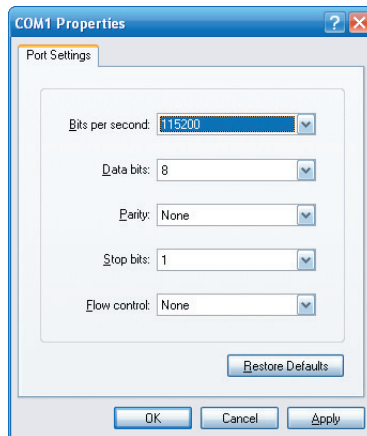 COM1 Properties
Port Settings
Bits per second: 115200
Data bits: 8
Parity: None
Stop bits: 1
Flow control: None
Restore Defaults
OK Cancel Apply